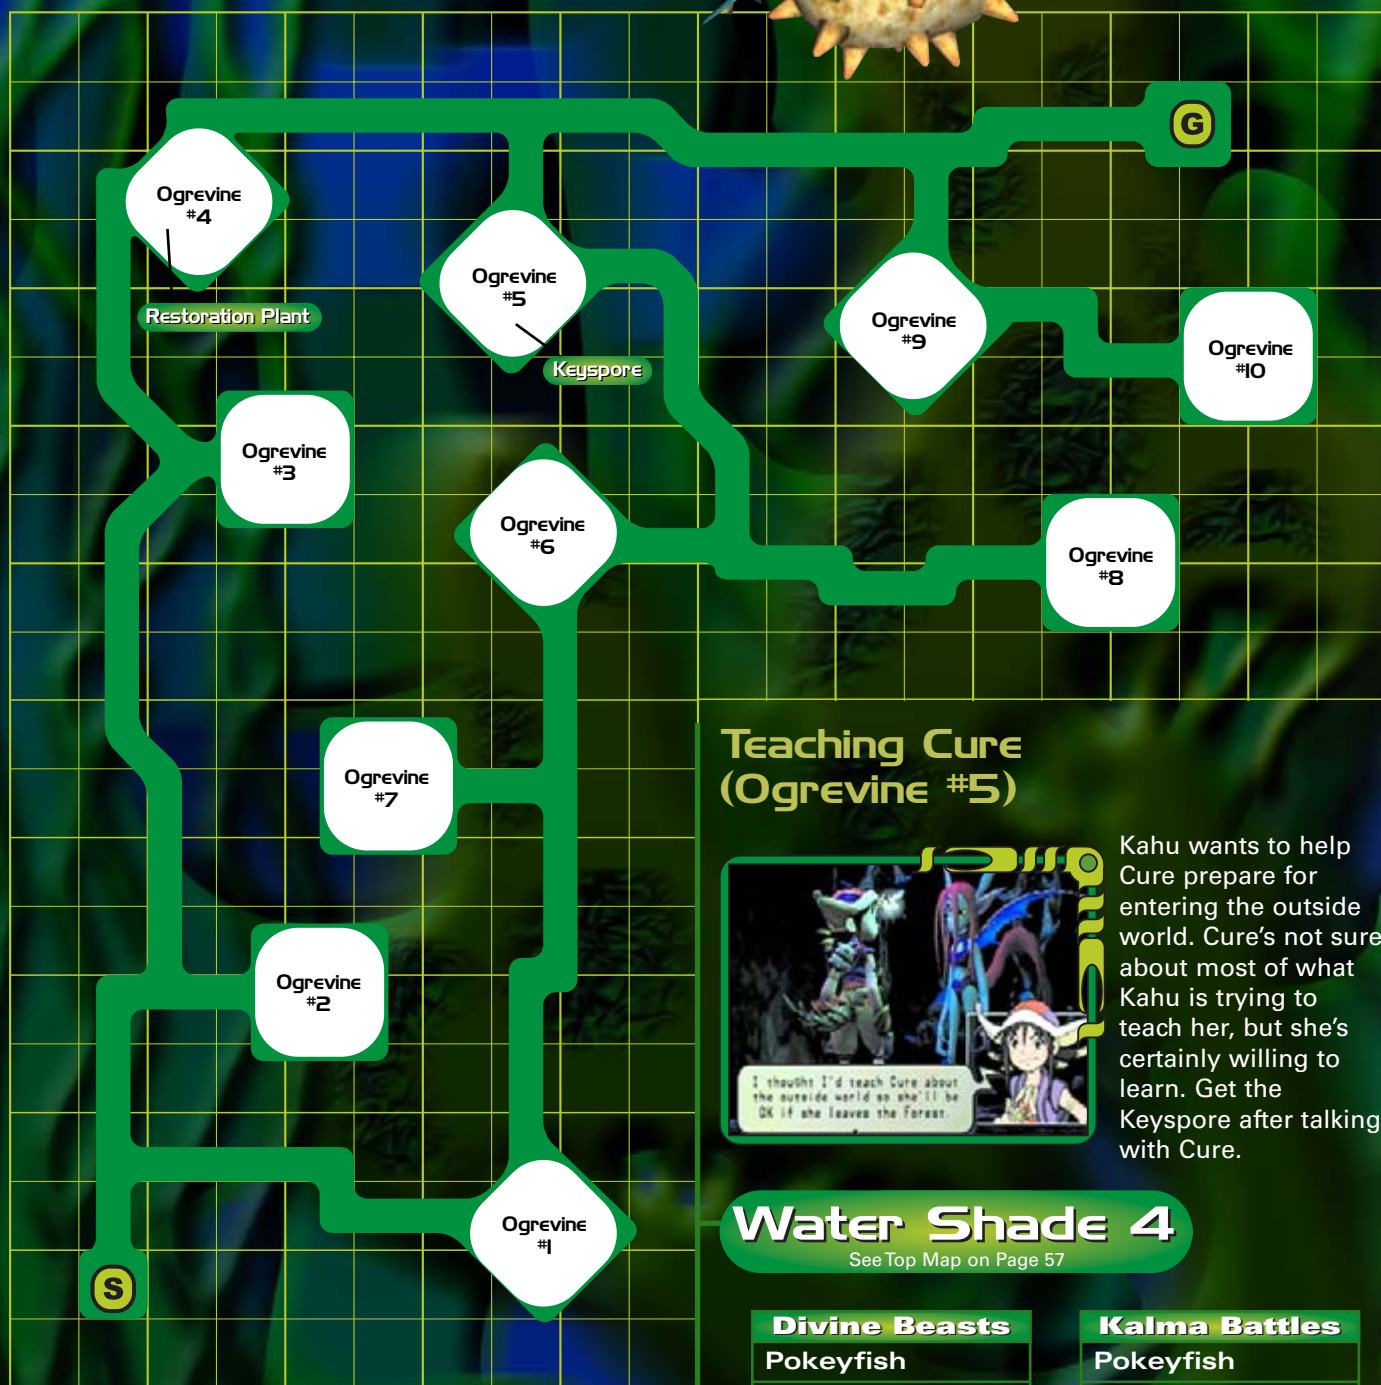 G
Ogrevine
#4
Restoration Plant
Ogrevine
#5
Keyspore
Ogrevine
#9
Ogrevine
#10
Ogrevine
#3
Ogrevine
#6
Ogrevine
#8
Ogrevine
#7
Ogrevine
#2
Ogrevine
#1
S
Teaching Cure
(Ogrevine #5)
I thought I'd teach Cure about
the outside world so she'll be
OK if she leaves the Forest.
Kahu wants to help
Cure prepare for
entering the outside
world. Cure's not sure
about most of what
Kahu is trying to
teach her, but she's
certainly willing to
learn. Get the
Keyspore after talking
with Cure.
Water Shade 4
See Top Map on Page 57
Divine Beasts
Pokeyfish
Kalma Battles
Pokeyfish